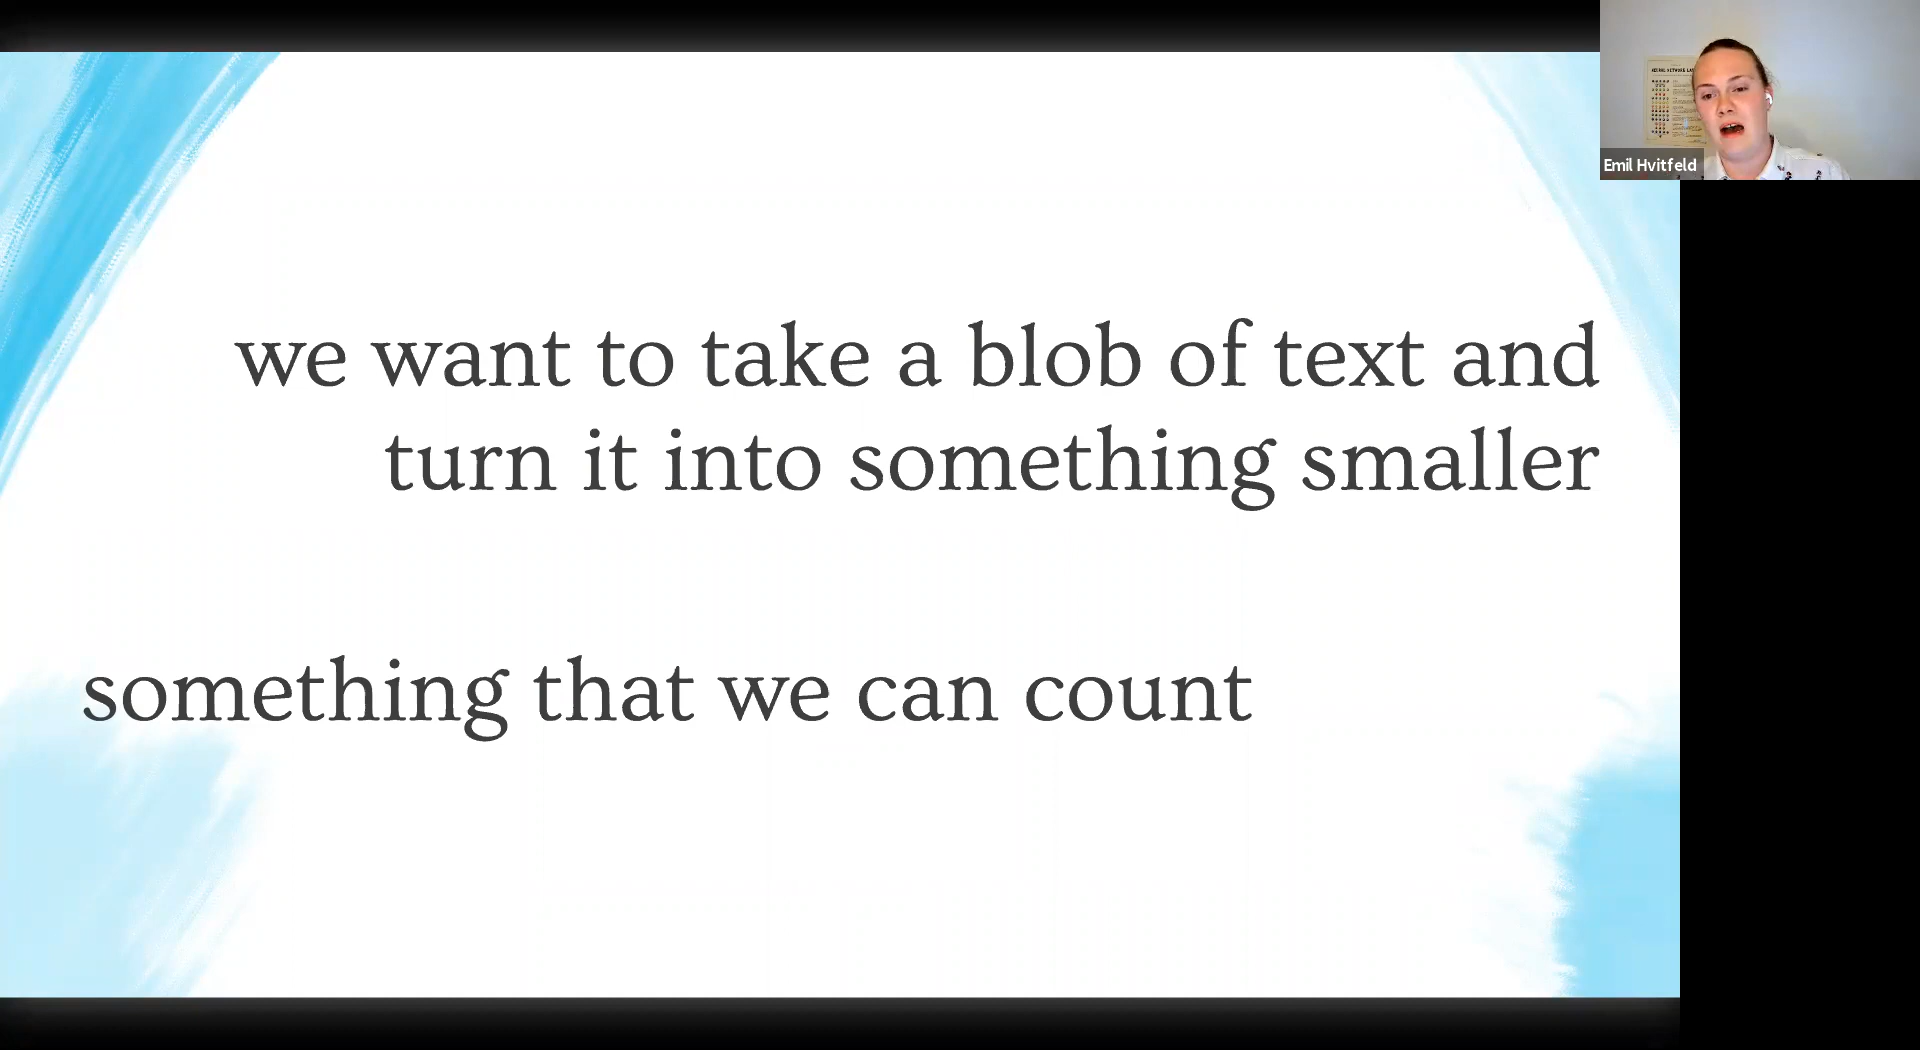 we want to take a blob of text and
turn it into something smaller
something that we can count
Emil Hvitfeld